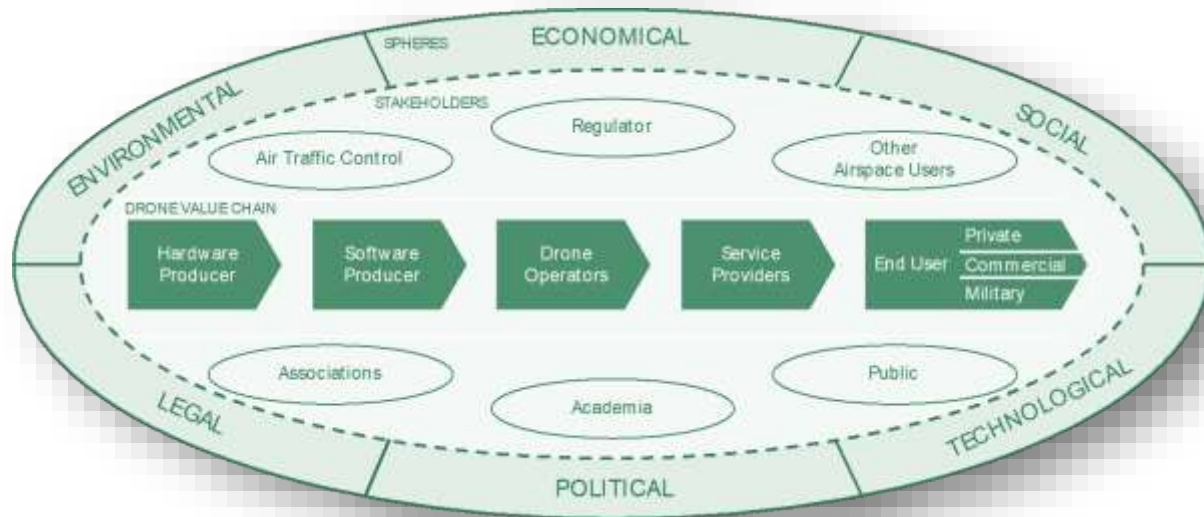 SPHERES
ECONOMICAL
ENVIRONMENTAL
SOCIAL
STAKEHOLDERS
Regulator
Air Traffic Control
Other
Airspace Users
DRONE VALUE CHAIN
Hardware
Producer
Software
Producer
Drone
Operators
Service
Providers
End User
Private
Commercial
Military
Associations
Academia
Public
LEGAL
POLITICAL
TECHNOLOGICAL